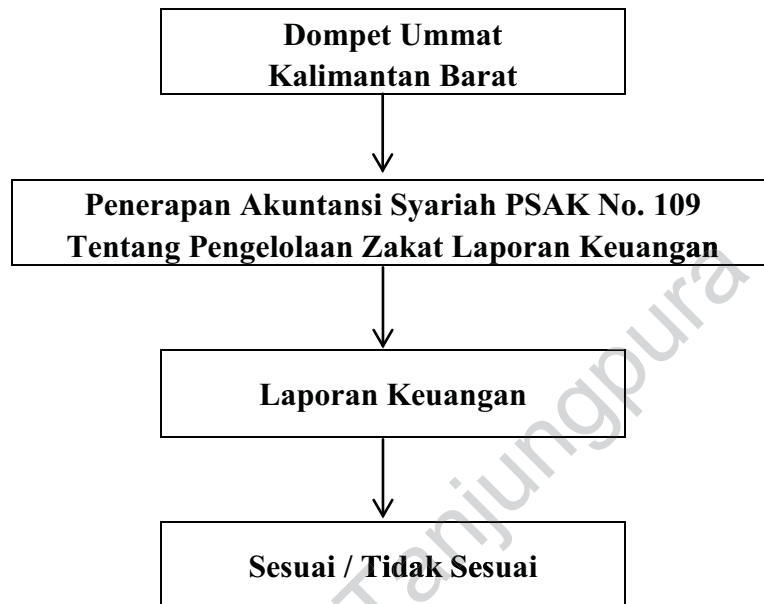 Dompet Ummat
Kalimantan Barat
Penerapan Akuntansi Syariah PSAK No. 109
Tentang Pengelolaan Zakat Laporan Keuangan
Laporan Keuangan
Sesuai / Tidak Sesuai
Tanjungpura